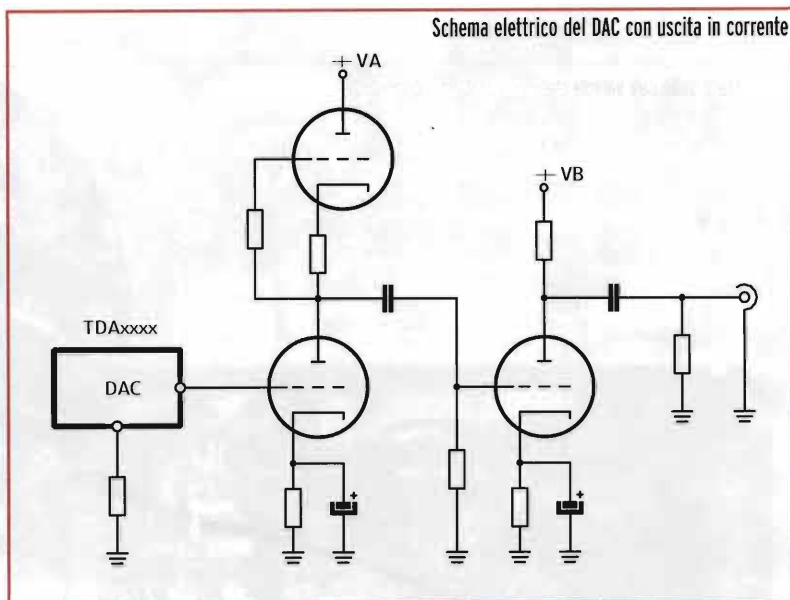 Schema elettrico del DAC con uscita in corrente
+ VA
+ VB
TDAxxxx
DAC
+
+